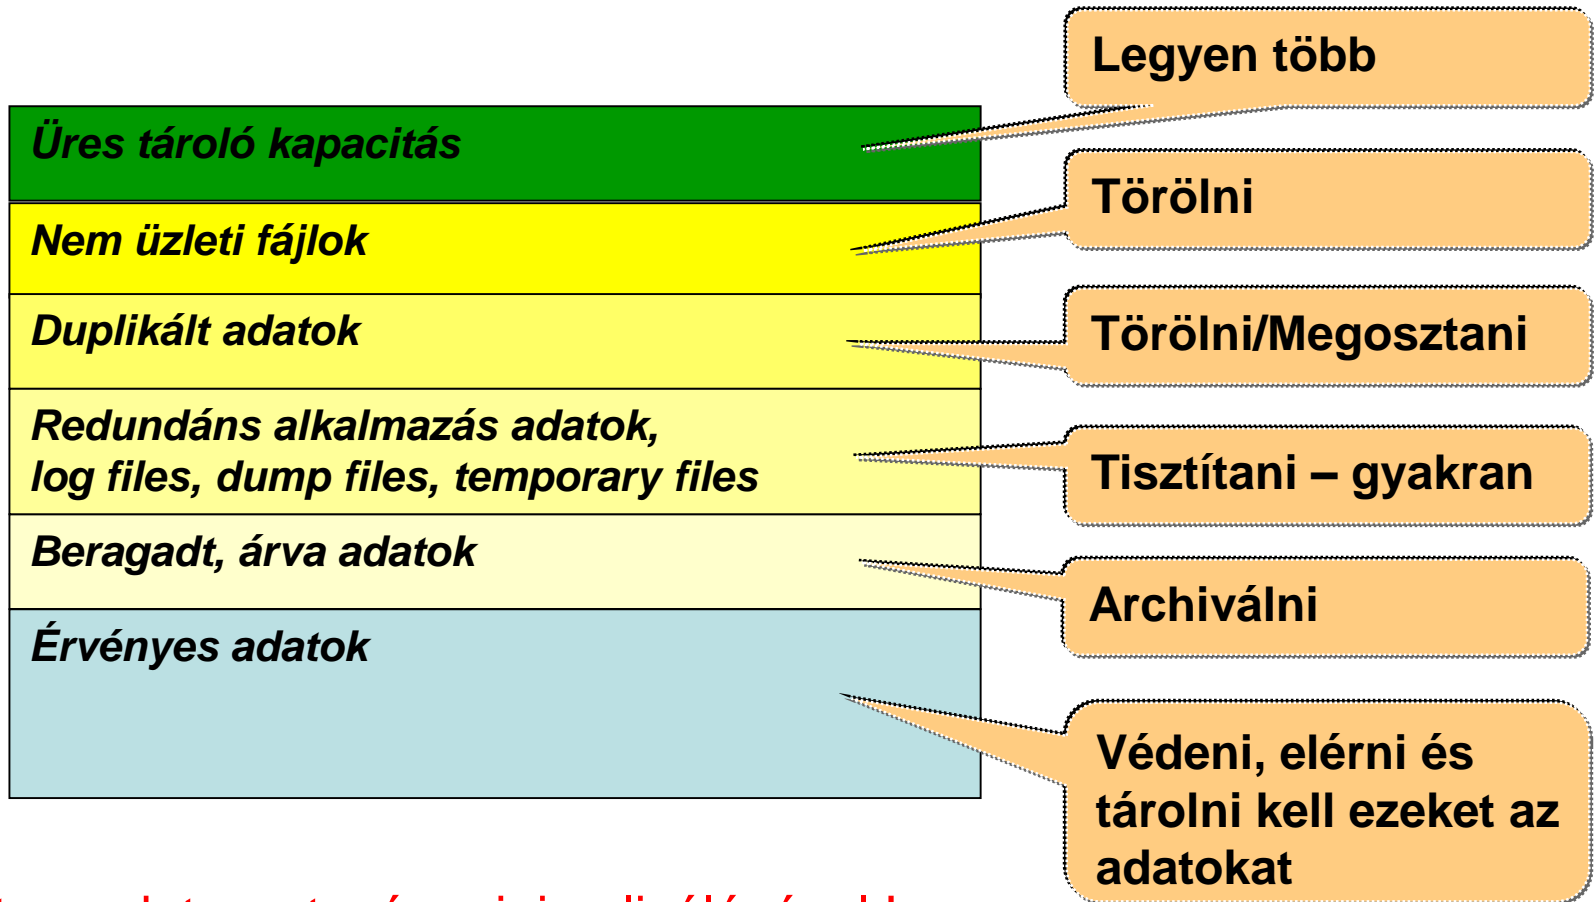 Legyen több
Üres tároló kapacitás
Törölni
Nem üzleti fájlok
Duplikált adatok
Törölni/Megosztani
Redundáns alkalmazás adatok,
log files, dump files, temporary files
Tisztítani – gyakran
Beragadt, árva adatok
Archiválni
Érvényes adatok
Védeni, elérni és
tárolni kell ezeket az
adatokat